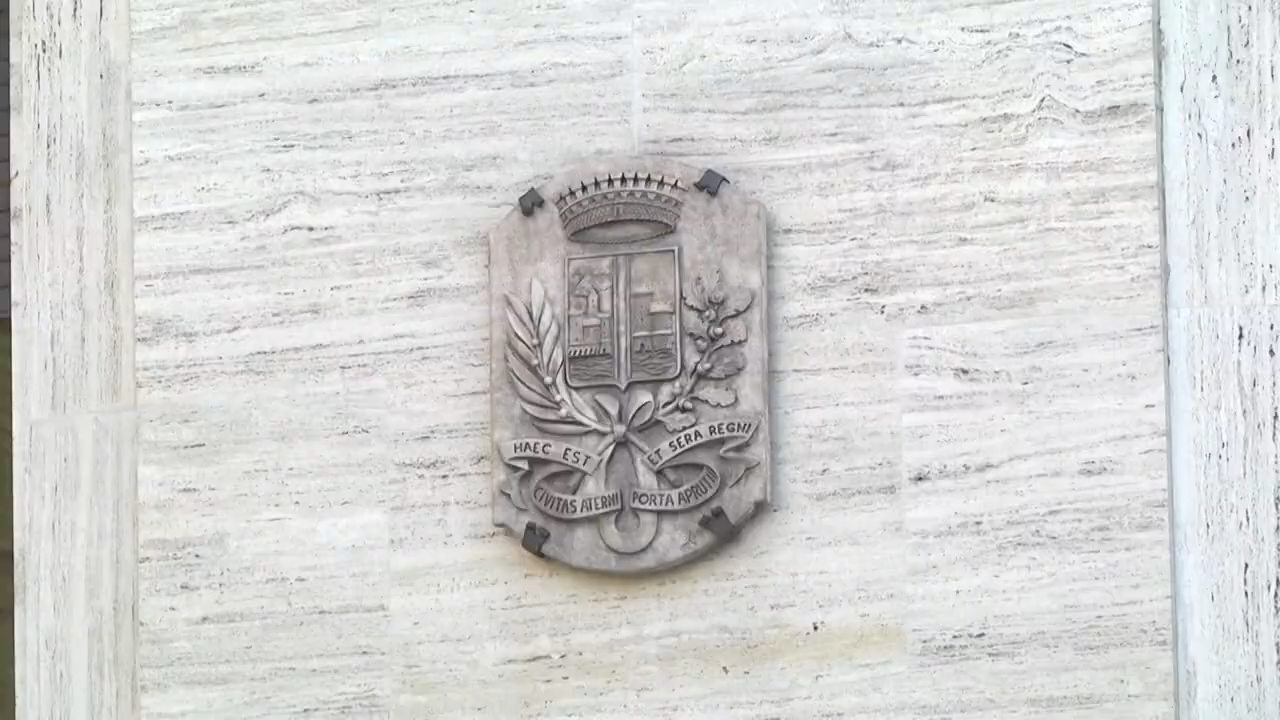 HAEC EST
CIVITAS ATERNI
PORTA APRUTII
ET SERA REGNI